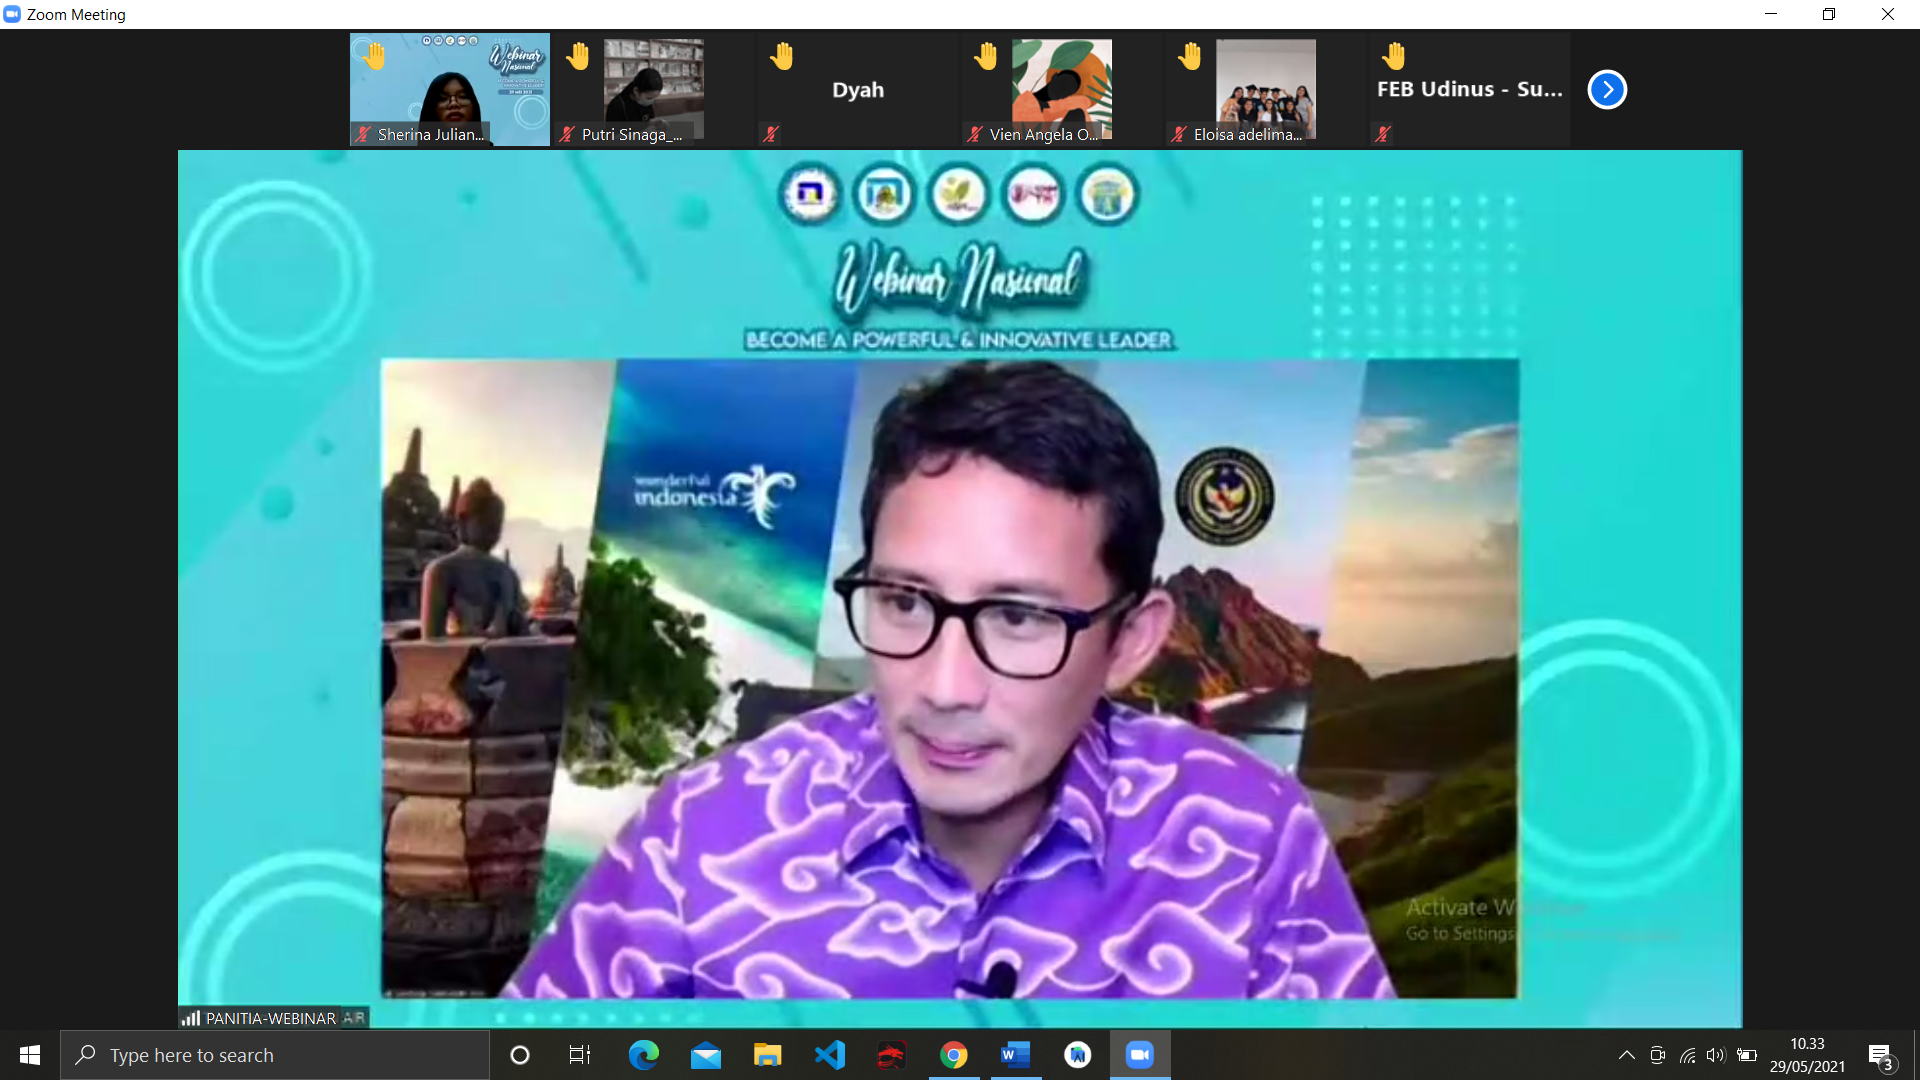 Zoom Meeting
Sherina Julian...
Putri Sinaga_...
Dyah
Vien Angela O...
Eloisa adelima...
FEB Udinus - Su...
Webinar Nasional
BECOME A POWERFUL & INNOVATIVE LEADER
wonderful
indonesia
Activate
Go to Settings
PANITIA-WEBINAR
Type here to search
10.33
29/05/2021
3